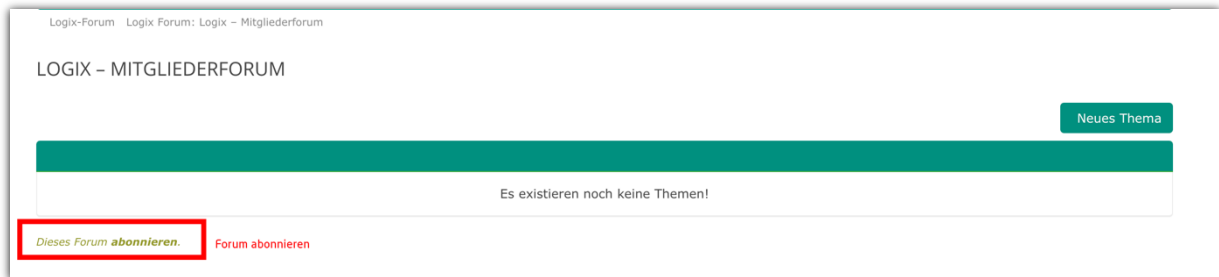 Logix-Forum Logix Forum: Logix – Mitgliederforum
LOGIX – MITGLIEDERFORUM
Neues Thema
Es existieren noch keine Themen!
Dieses Forum abonnieren. Forum abonnieren